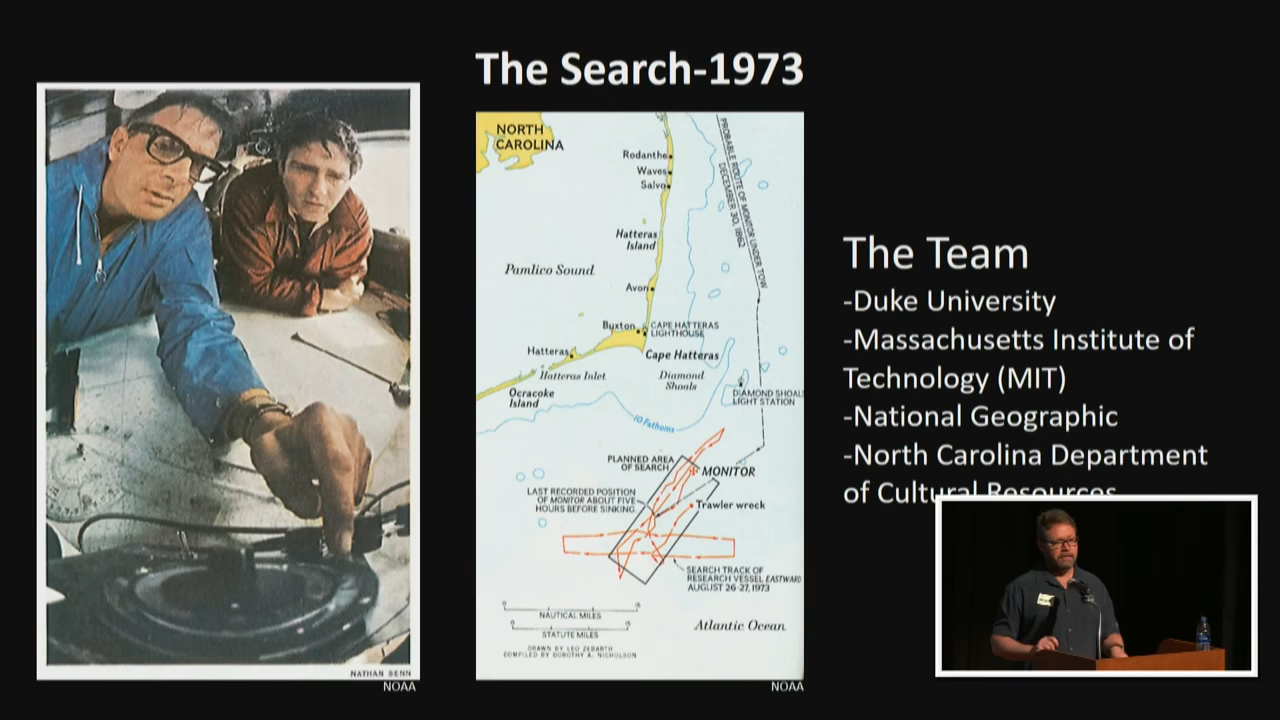 The Search-1973
NATHAN BENN
NOAA
NORTH
CAROLINA
Rodanthe
Waves
Salvo
PROBABLE ROUTE OF MONITOR UNDER TOW
DECEMBER 30, 1862
Hatteras
Island
Pamlico Sound
Avon
Buxton
CAPE HATTERAS
LIGHTHOUSE
Hatteras
Cape Hatteras
Hatteras Inlet
Diamond
Shoals
Ocracoke
Island
DIAMOND SHOALS
LIGHT STATION
10 Fathoms
PLANNED AREA
OF SEARCH
MONITOR
LAST RECORDED POSITION
OF MONITOR ABOUT FIVE
HOURS BEFORE SINKING
Trawler wreck
SEARCH TRACK OF
RESEARCH VESSEL EASTWARD
AUGUST 26-27, 1973
NAUTICAL MILES
STATUTE MILES
Atlantic Ocean
DRAWN BY LEO ZEBARTH
COMPILED BY DOROTHY A. NICHOLSON
NOAA
The Team
-Duke University
-Massachusetts Institute of
Technology (MIT)
-National Geographic
-North Carolina Department
of Cultural Resources